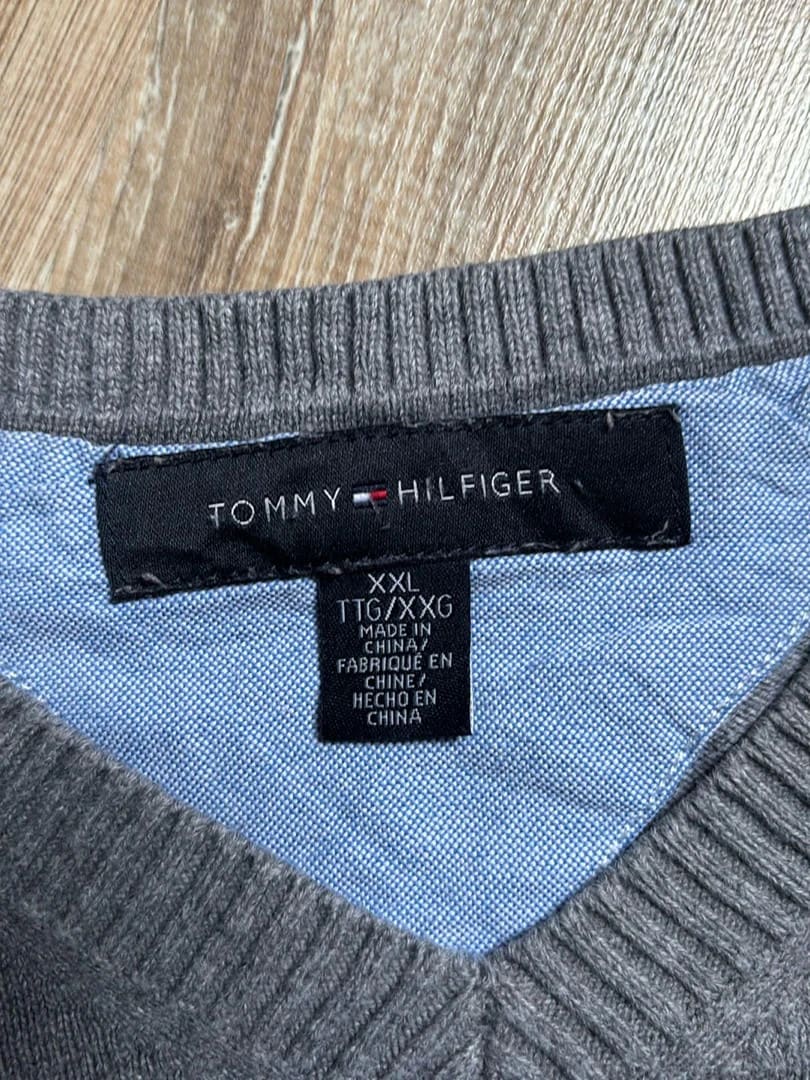 TOMMY HILFIGER
XXL
TTG/XXG
MADE IN
CHINA/
FABRIQUÉ EN
CHINE/
HECHO EN
CHINA